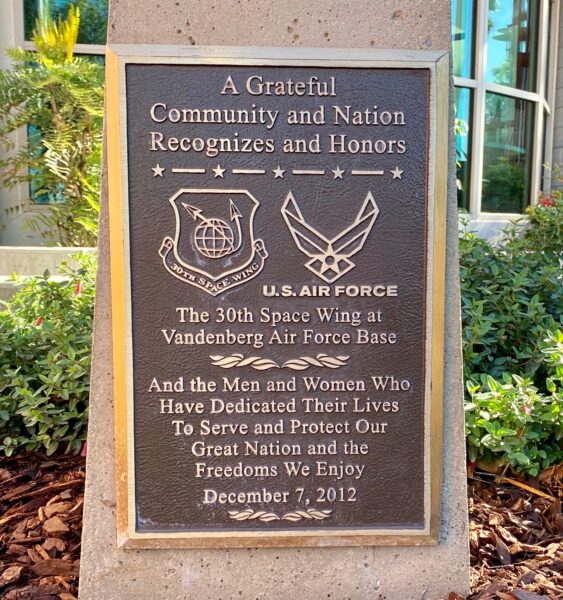 A Grateful
Community and Nation
Recognizes and Honors
30TH SPACE WING
U.S. AIR FORCE
The 30th Space Wing at
Vandenberg Air Force Base
And the Men and Women Who
Have Dedicated Their Lives
To Serve and Protect Our
Great Nation and the
Freedoms We Enjoy
December 7, 2012